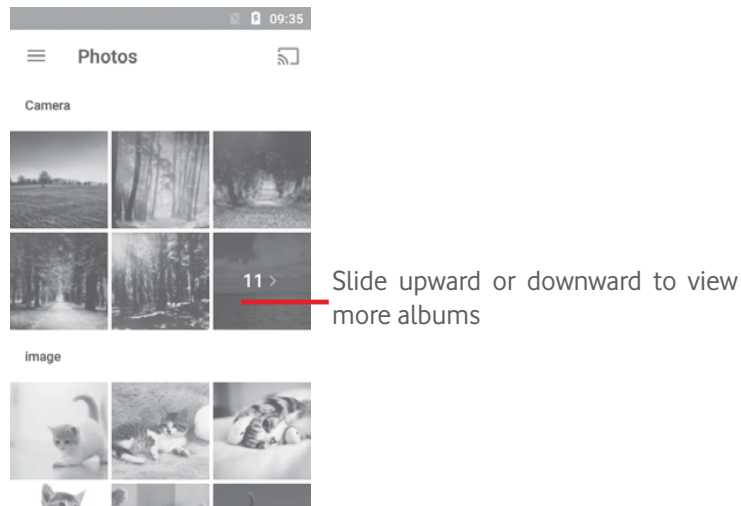 09:35
Photos
Camera
11 >
Slide upward or downward to view
more albums
image